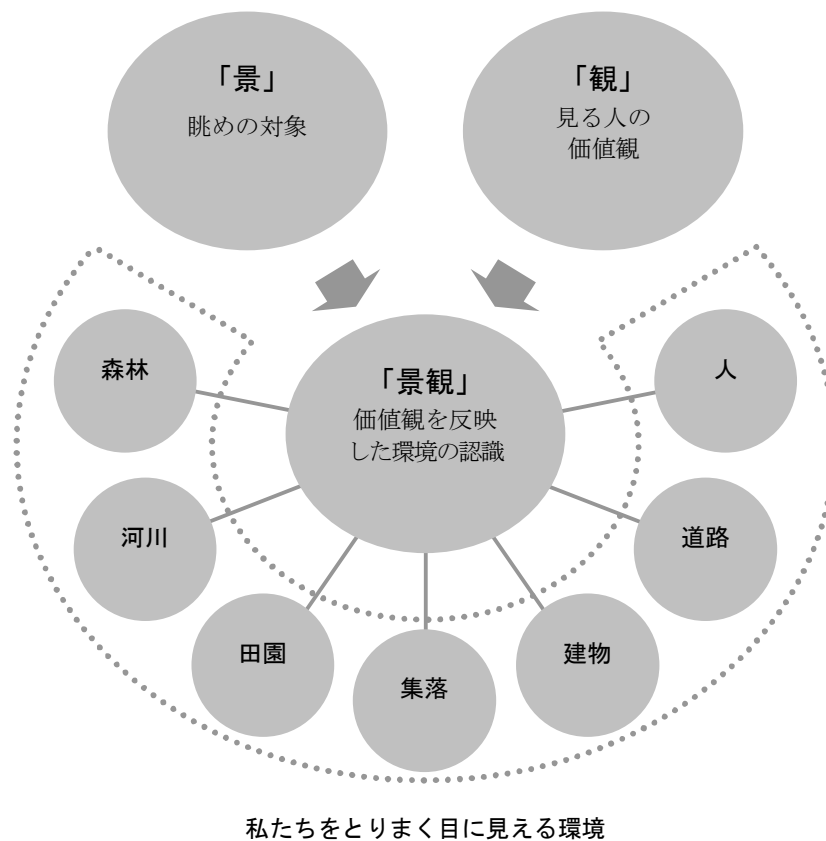 「景」
眺めの対象
「観」
見る人の
価値観
「景観」
価値観を反映
した環境の認識
森林
人
河川
道路
田園
建物
集落
私たちをとりまく目に見える環境